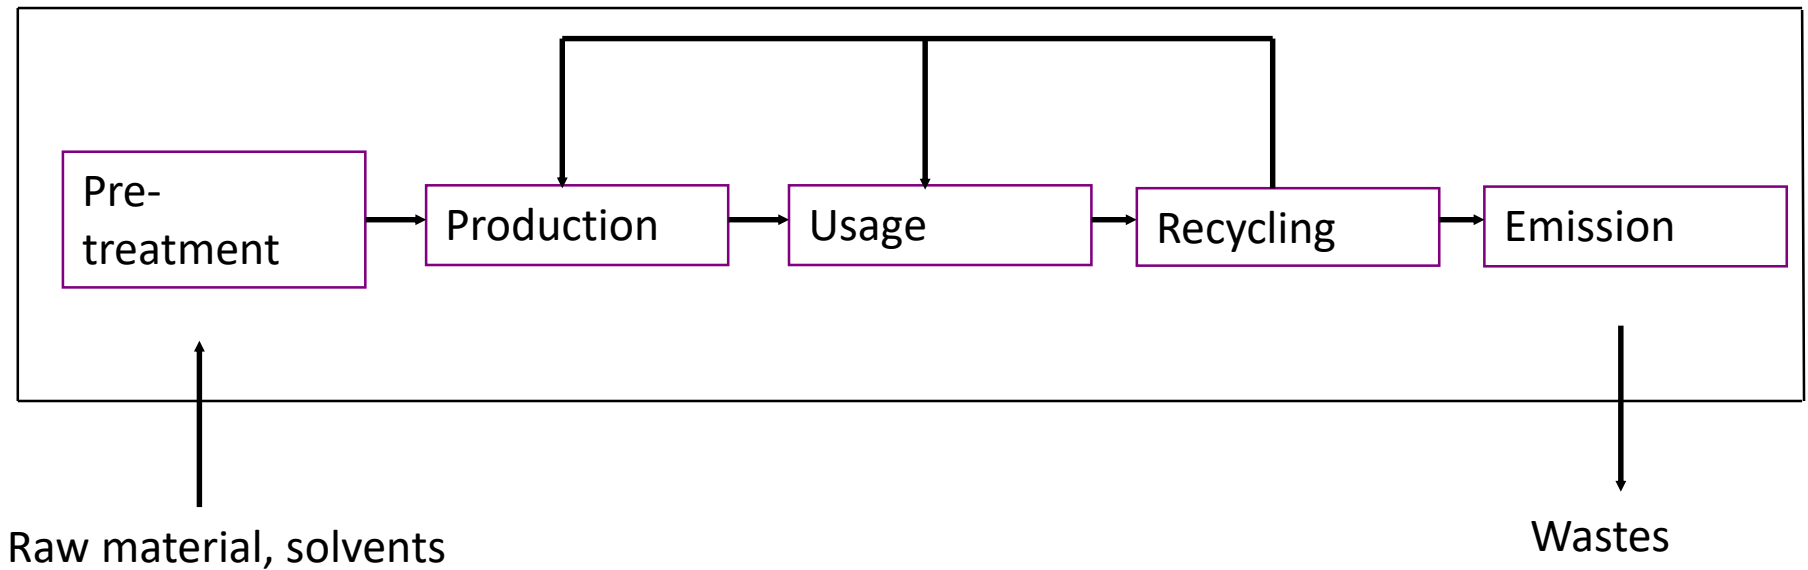 Pre-
treatment
Production
Usage
Recycling
Emission
Raw material, solvents
Wastes